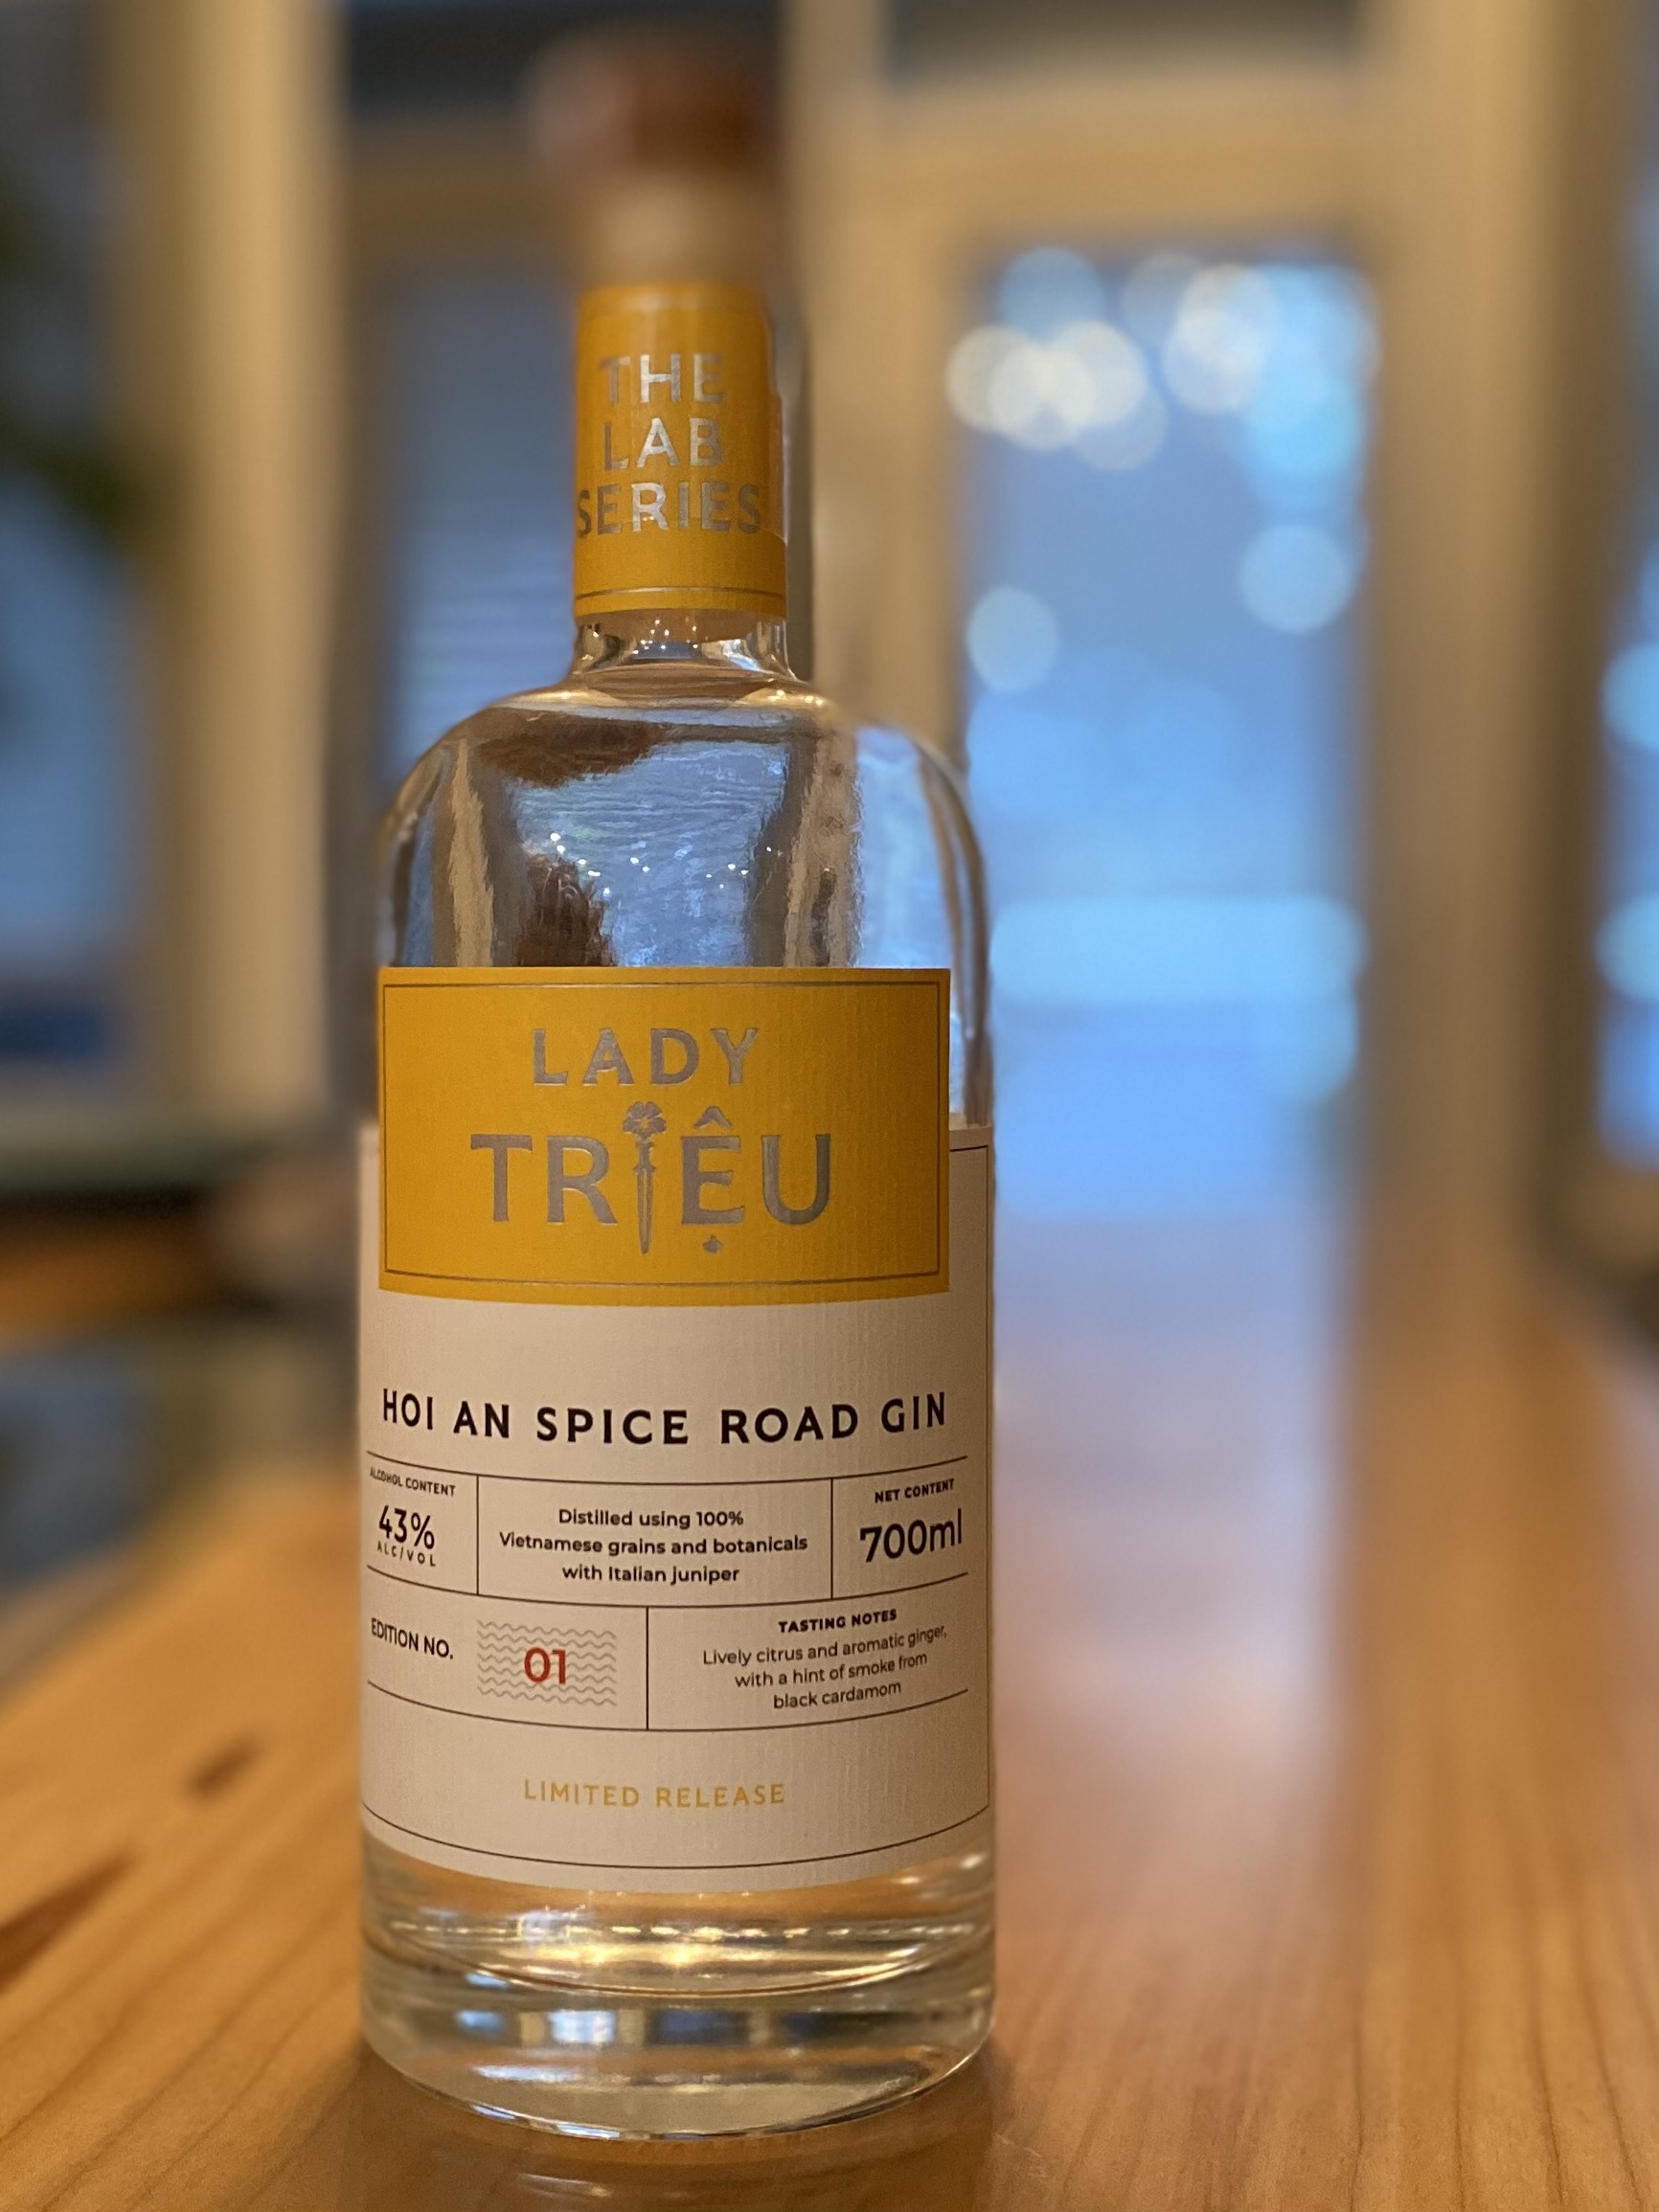 THE
LAB
SERIES
LADY
TRIỆU
HOI AN SPICE ROAD GIN
ALCOHOL CONTENT
43%
ALC/VOL
Distilled using 100%
Vietnamese grains and botanicals
with Italian juniper
NET CONTENT
700ml
EDITION NO.
01
TASTING NOTES
Lively citrus and aromatic ginger,
with a hint of smoke from
black cardamom
LIMITED RELEASE